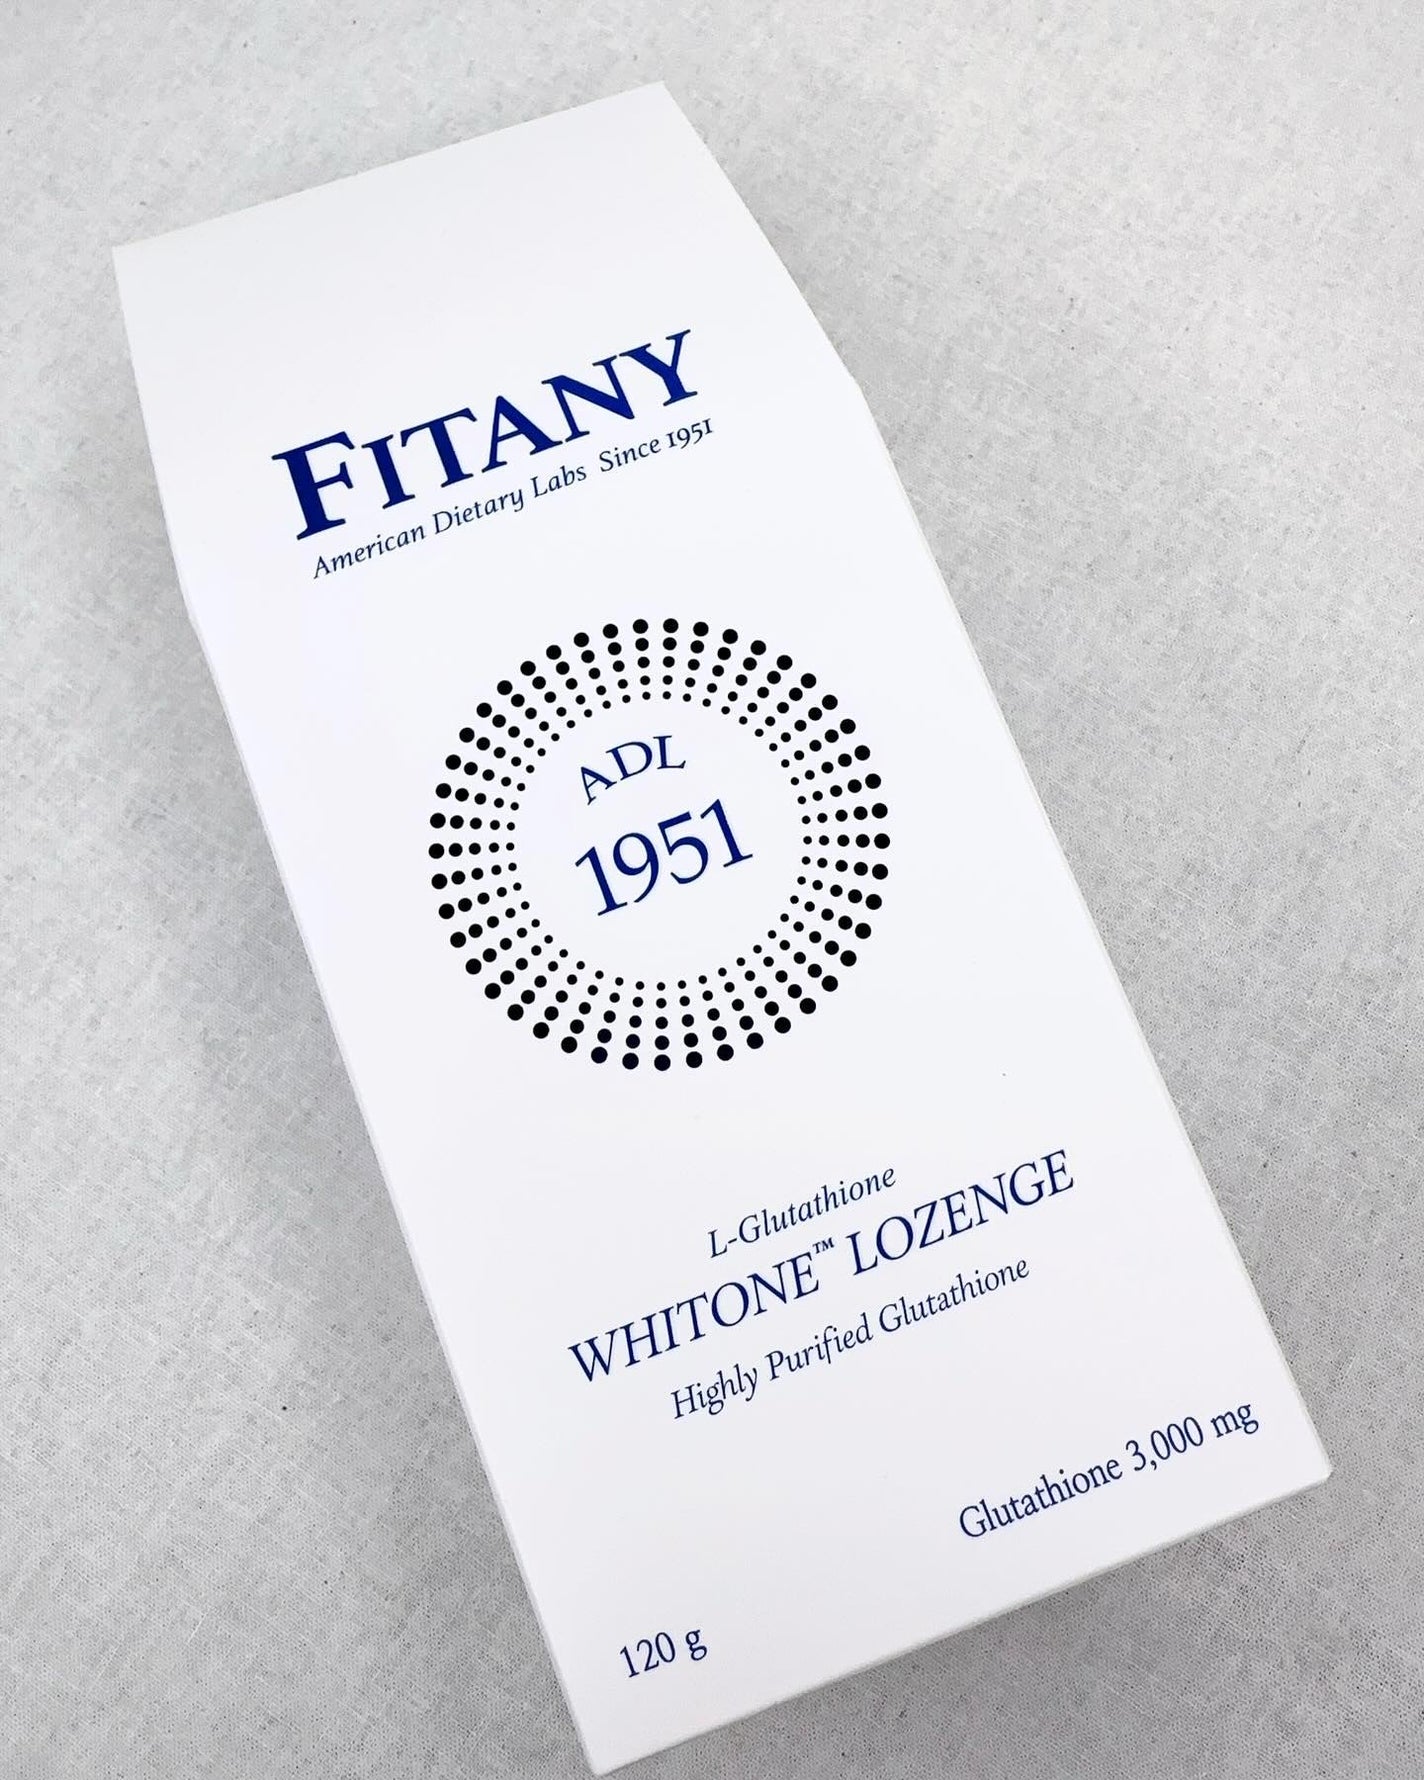 FITANY
American Dietary Labs Since 1951
ADL
1951
L-Glutathione
WHITONE™ LOZENGE
Highly Purified Glutathione
Glutathione 3,000 mg
120 g